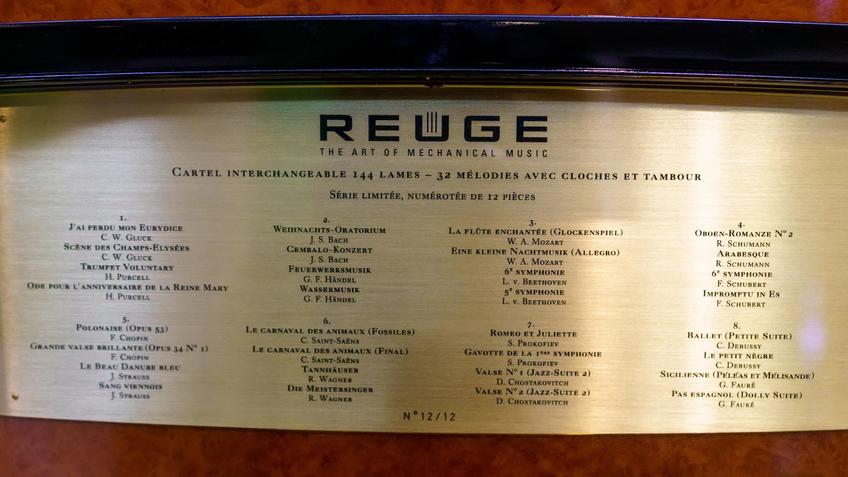 REUGE
THE ART OF MECHANICAL MUSIC
CARTEL INTERCHANGEABLE 144 LAMES – 32 MÉLODIES AVEC CLOCHES ET TAMBOUR
SÉRIE LIMITÉE, NUMÉROTÉE DE 12 PIÈCES
1.
J'AI PERDU MON EURYDICE
C. W. GLUCK
SCÈNE DES CHAMPS-ELYSÉES
C. W. GLUCK
TRUMPET VOLUNTARY
H. PURCELL
ODE POUR L'ANNIVERSAIRE DE LA REINE MARY
H. PURCELL
2.
WEIHNACHTS-ORATORIUM
J. S. BACH
CEMBALO-KONZERT
J. S. BACH
FEUERWERKSMUSIK
G. F. HÄNDEL
WASSERMUSIK
G. F. HÄNDEL
3.
LA FLÛTE ENCHANTÉE (GLOCKENSPIEL)
W. A. MOZART
EINE KLEINE NACHTMUSIK (ALLEGRO)
W. A. MOZART
6e SYMPHONIE
L. V. BEETHOVEN
5e SYMPHONIE
L. V. BEETHOVEN
4.
OBOEN-ROMANZE N° 2
R. SCHUMANN
ARABESQUE
R. SCHUMANN
6e SYMPHONIE
F. SCHUBERT
IMPROMPTU IN ES
F. SCHUBERT
5.
POLONAISE (OPUS 53)
F. CHOPIN
GRANDE VALSE BRILLANTE (OPUS 34 N° 1)
F. CHOPIN
LE BEAU DANUBE BLEU
J. STRAUSS
SANG VIENNOIS
J. STRAUSS
6.
LE CARNAVAL DES ANIMAUX (FOSSILES)
C. SAINT-SAËNS
LE CARNAVAL DES ANIMAUX (FINAL)
C. SAINT-SAËNS
TANNHÄUSER
R. WAGNER
DIE MEISTERSINGER
R. WAGNER
7.
ROMEO ET JULIETTE
S. PROKOFIEV
GAVOTTE DE LA 1ère SYMPHONIE
S. PROKOFIEV
VALSE N° 1 (JAZZ-SUITE 2)
D. CHOSTAKOVITCH
VALSE N° 2 (JAZZ-SUITE 2)
D. CHOSTAKOVITCH
8.
BALLET (PETITE SUITE)
C. DEBUSSY
LE PETIT NÈGRE
C. DEBUSSY
SICILIENNE (PÉLÉAS ET MÉLISANDE)
G. FAURÉ
PAS ESPAGNOL (DOLLY SUITE)
G. FAURÉ
N° 12/12